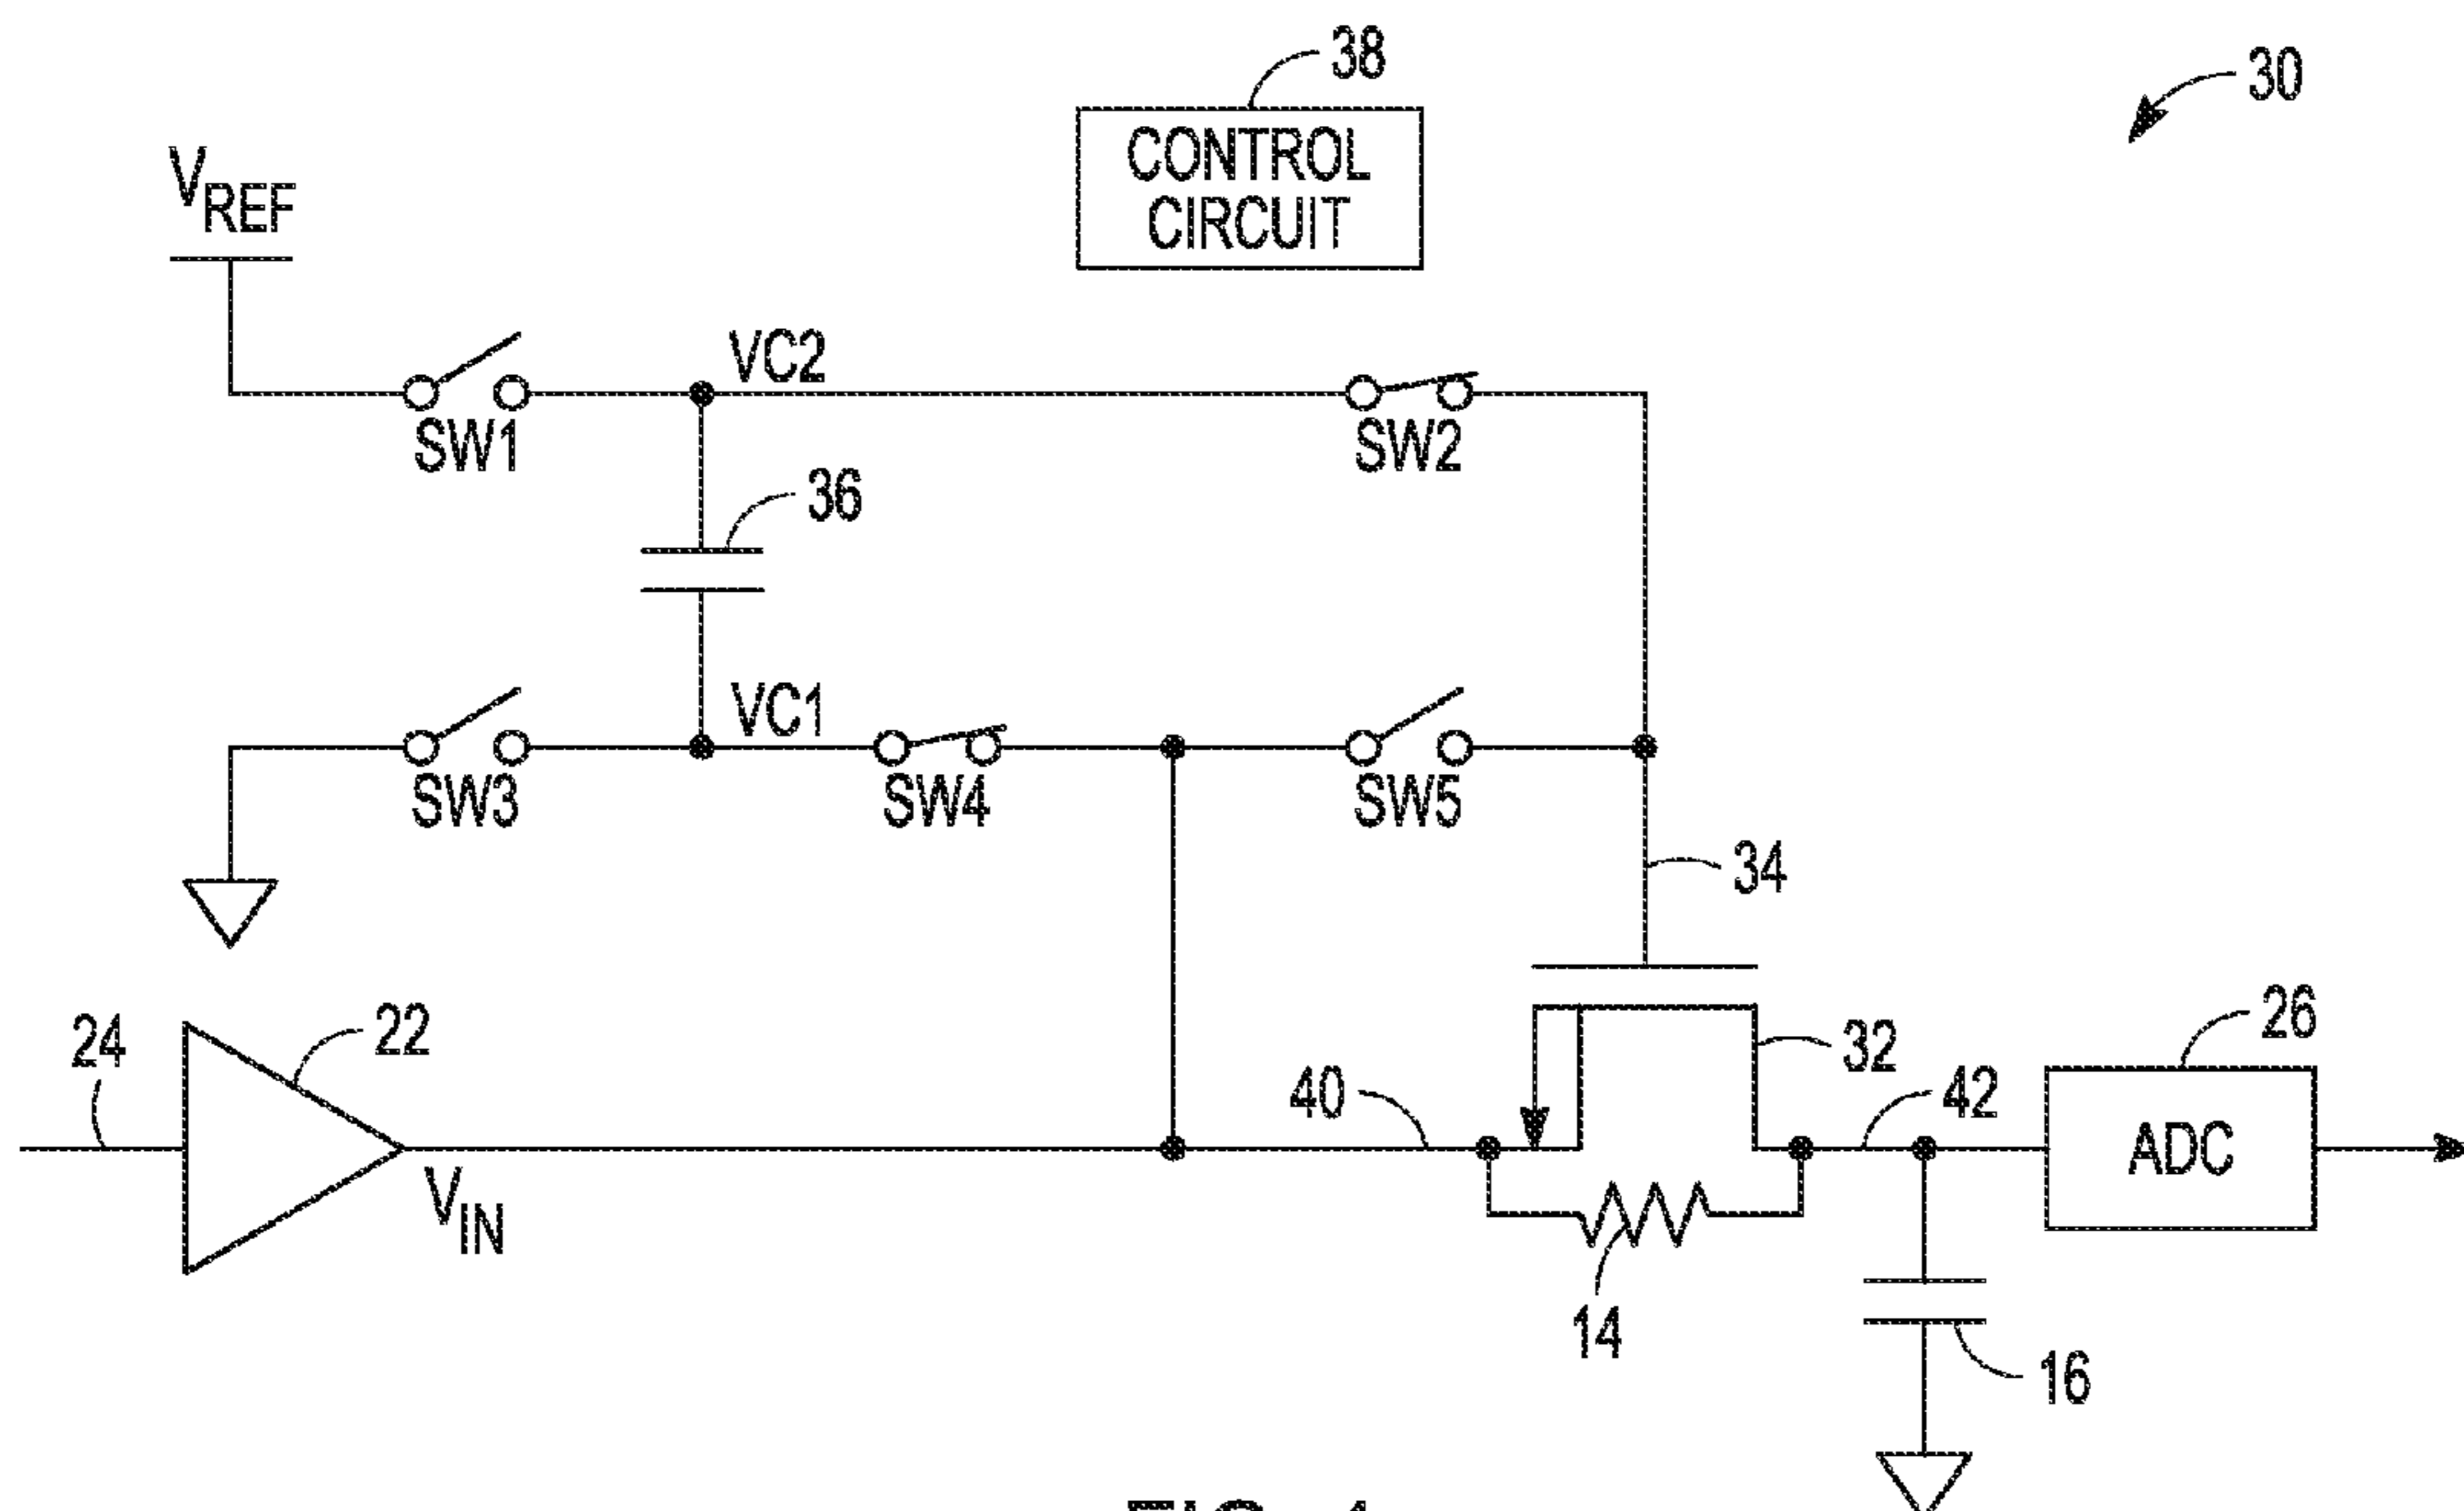 38
30
CONTROL
CIRCUIT
VREF
VC2
SW1
SW2
36
VC1
SW3
SW4
SW5
34
24
22
VIN
40
32
42
26
ADC
14
16